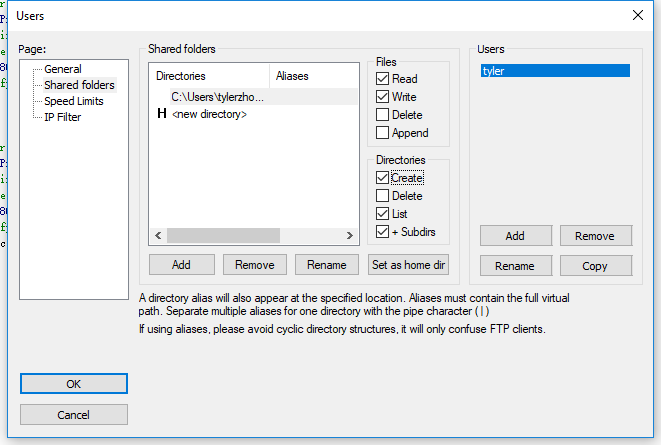 Users
Page:
General
Shared folders
Speed Limits
IP Filter
Shared folders
Directories Aliases
C:\Users\tylerzho...
H <new directory>
Add Remove Rename Set as home dir
Files
Read
Write
Delete
Append
Directories
Create
Delete
List
+ Subdirs
Users
tyler
Add Remove
Rename Copy
A directory alias will also appear at the specified location. Aliases must contain the full virtual
path. Separate multiple aliases for one directory with the pipe character (|)
If using aliases, please avoid cyclic directory structures, it will only confuse FTP clients.
OK
Cancel